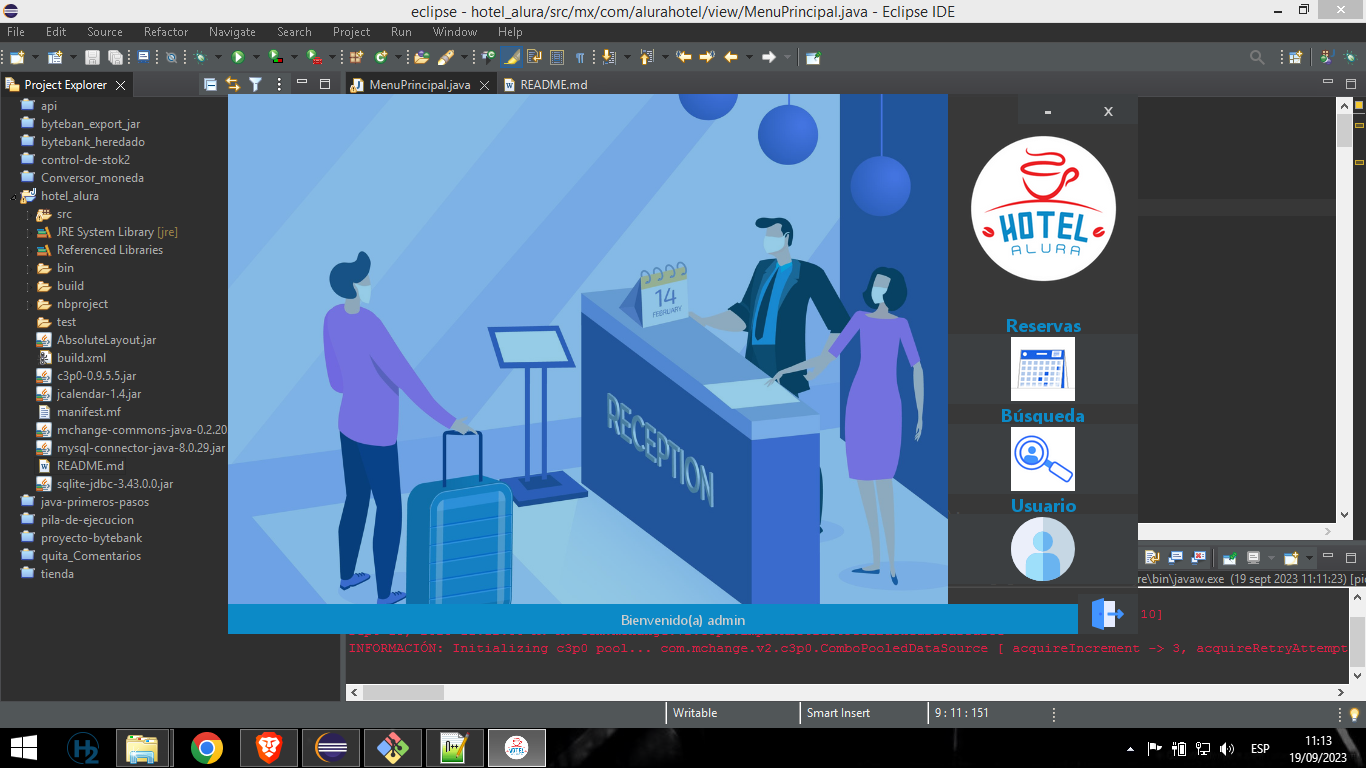 eclipse - hotel_alura/src/mx/com/alurahotel/view/MenuPrincipal.java - Eclipse IDE
File Edit Source Refactor Navigate Search Project Run Window Help
Project Explorer
MenuPrincipal.java
README.md
api
byteban_export_jar
bytebank_heredado
control-de-stok2
Conversor_moneda
hotel_alura
src
JRE System Library [jre]
Referenced Libraries
bin
build
nbproject
test
AbsoluteLayout.jar
build.xml
c3p0-0.9.5.5.jar
jcalendar-1.4.jar
manifest.mf
mchange-commons-java-0.2.20
mysql-connector-java-8.0.29.jar
README.md
sqlite-jdbc-3.43.0.0.jar
java-primeros-pasos
pila-de-ejecucion
proyecto-bytebank
quita_Comentarios
tienda
14
FEBRUARY
RECEPTION
- x
HOTEL
ALURA
Reservas
Búsqueda
Usuario
Bienvenido(a) admin
re\bin\javaw.exe (19 sept 2023 11:11:23) [pi
10]
INFORMACIÓN: Initializing c3p0 pool... com.mchange.v2.c3p0.ComboPooledDataSource [ acquireIncrement -> 3, acquireRetryAttempt
Writable
Smart Insert
9 : 11 : 151
H2
N++
HOTEL
ESP
11:13
19/09/2023